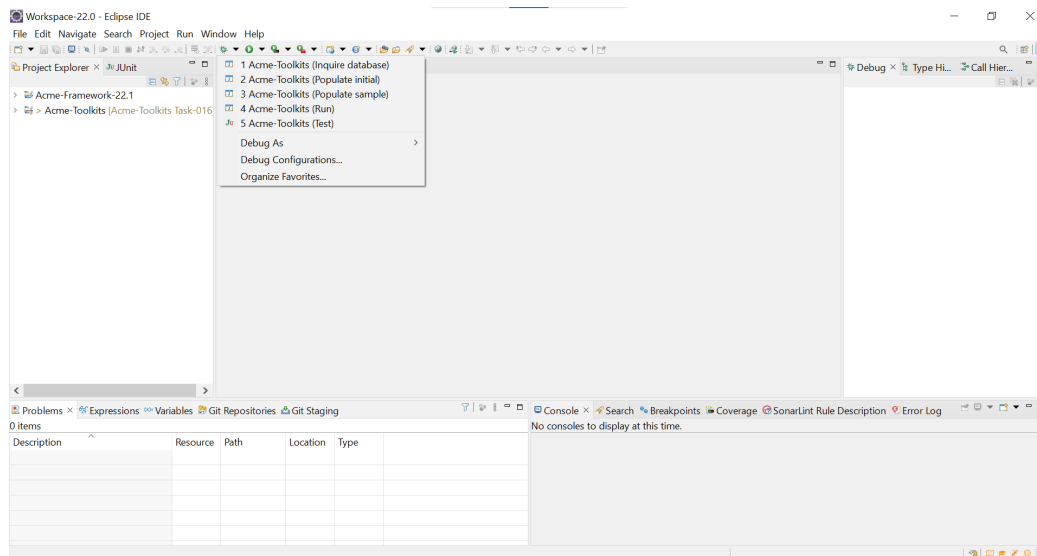 Workspace-22.0 - Eclipse IDE
File Edit Navigate Search Project Run Window Help
Project Explorer JUnit
Acme-Framework-22.1
> Acme-Toolkits [Acme-Toolkits Task-016
1 Acme-Toolkits (Inquire database)
2 Acme-Toolkits (Populate initial)
3 Acme-Toolkits (Populate sample)
4 Acme-Toolkits (Run)
5 Acme-Toolkits (Test)
Debug As
Debug Configurations...
Organize Favorites...
Debug Type Hi... Call Hier...
Problems Expressions Variables Git Repositories Git Staging
0 items
Description Resource Path Location Type
Console Search Breakpoints Coverage SonarLint Rule Description Error Log
No consoles to display at this time.